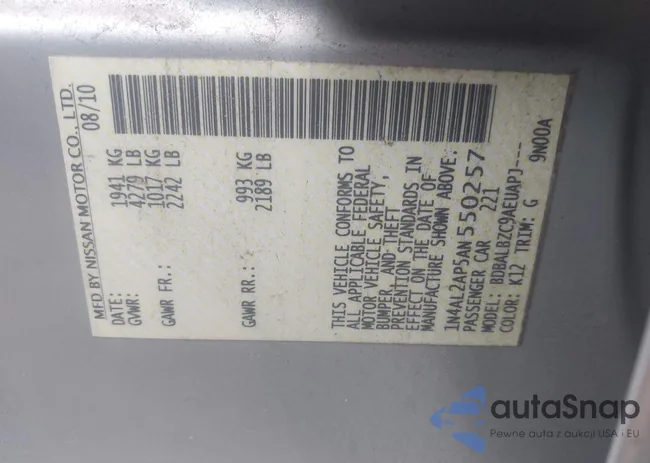 MFD BY NISSAN MOTOR CO., LTD.
DATE: 08/10
GVWR: 1941 KG
4279 LB
GAWR FR.: 1017 KG
2242 LB
GAWR RR.: 993 KG
2189 LB
THIS VEHICLE CONFORMS TO
ALL APPLICABLE FEDERAL
MOTOR VEHICLE SAFETY,
BUMPER, AND THEFT
PREVENTION STANDARDS IN
EFFECT ON THE DATE OF
MANUFACTURE SHOWN ABOVE.
1N4AL2AP5AN550257
PASSENGER CAR 221
MODEL: BDBALBZC9AEUAPJ---
COLOR: K12 TRIM: G 9N00A
autaSnap
Pewne auta z aukcji USA i EU